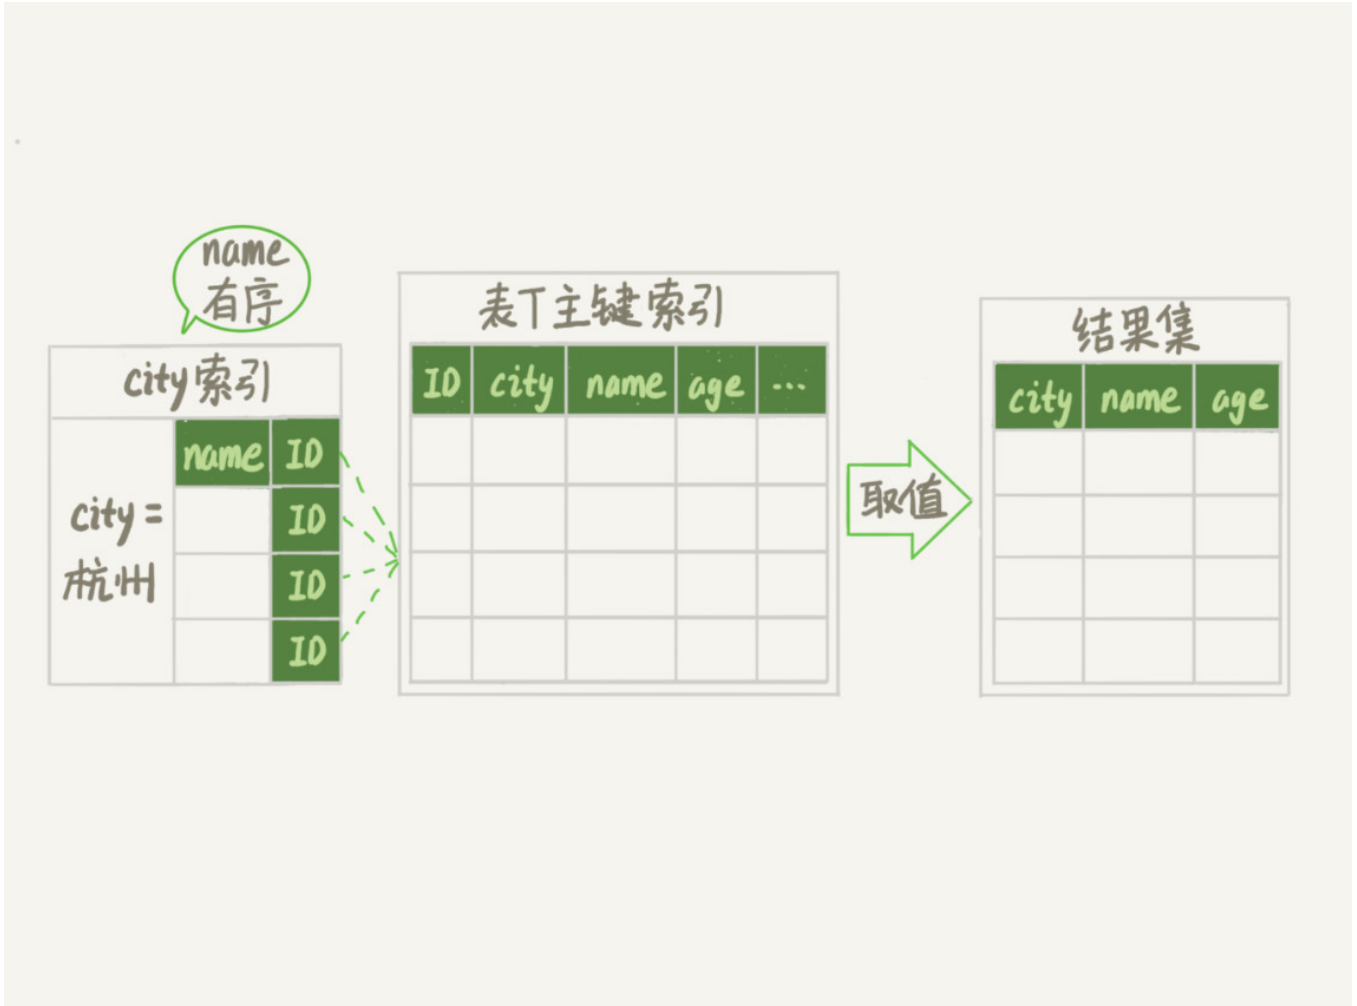 name
有序
city索引
name ID
city =
杭州
ID
ID
ID
表T主键索引
ID city name age ...
取值
结果集
city name age